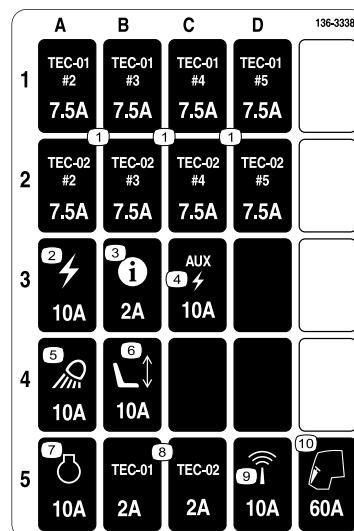 A B C D 136-3338
1 TEC-01 TEC-01 TEC-01 TEC-01
#2 #3 #4 #5
7.5A 7.5A 7.5A 7.5A
1 1 1
2 TEC-02 TEC-02 TEC-02 TEC-02
#2 #3 #4 #5
7.5A 7.5A 7.5A 7.5A
2 3 i AUX
3 4
10A 2A 10A
5 6
4
10A 10A
7 8 9 10
5 TEC-01 TEC-02
10A 2A 2A 10A 60A